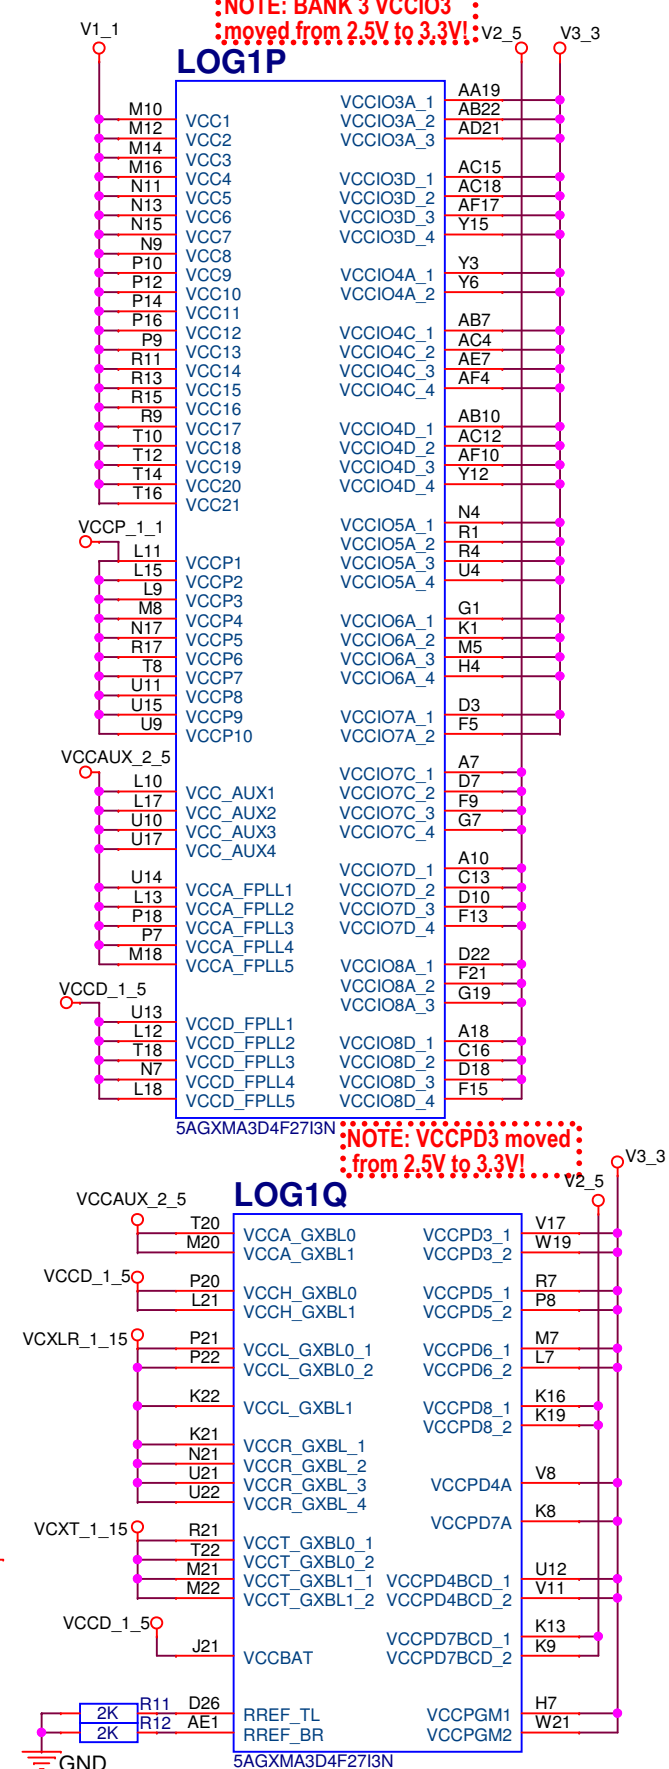 NOTE: BANK 3 VCCIO3
moved from 2.5V to 3.3V!
V1_1
V2_5
V3_3
LOG1P
M10 VCC1
M12 VCC2
M14 VCC3
M16 VCC4
N11 VCC5
N13 VCC6
N15 VCC7
N9 VCC8
P10 VCC9
P12 VCC10
P14 VCC11
P16 VCC12
P9 VCC13
R11 VCC14
R13 VCC15
R15 VCC16
R9 VCC17
T10 VCC18
T12 VCC19
T14 VCC20
T16 VCC21
VCCP_1_1
L11 VCCP1
L15 VCCP2
L9 VCCP3
M8 VCCP4
N17 VCCP5
R17 VCCP6
T8 VCCP7
U11 VCCP8
U15 VCCP9
U9 VCCP10
VCCAUX_2_5
L10 VCC_AUX1
L17 VCC_AUX2
U10 VCC_AUX3
U17 VCC_AUX4
U14 VCCA_FPLL1
L13 VCCA_FPLL2
P18 VCCA_FPLL3
P7 VCCA_FPLL4
M18 VCCA_FPLL5
VCCD_1_5
U13 VCCD_FPLL1
L12 VCCD_FPLL2
T18 VCCD_FPLL3
N7 VCCD_FPLL4
L18 VCCD_FPLL5
VCCIO3A_1 AA19
VCCIO3A_2 AB22
VCCIO3A_3 AD21
VCCIO3D_1 AC15
VCCIO3D_2 AC18
VCCIO3D_3 AF17
VCCIO3D_4 Y15
VCCIO4A_1 Y3
VCCIO4A_2 Y6
VCCIO4C_1 AB7
VCCIO4C_2 AC4
VCCIO4C_3 AE7
VCCIO4C_4 AF4
VCCIO4D_1 AB10
VCCIO4D_2 AC12
VCCIO4D_3 AF10
VCCIO4D_4 Y12
VCCIO5A_1 N4
VCCIO5A_2 R1
VCCIO5A_3 R4
VCCIO5A_4 U4
VCCIO6A_1 G1
VCCIO6A_2 K1
VCCIO6A_3 M5
VCCIO6A_4 H4
VCCIO7A_1 D3
VCCIO7A_2 F5
VCCIO7C_1 A7
VCCIO7C_2 D7
VCCIO7C_3 F9
VCCIO7C_4 G7
VCCIO7D_1 A10
VCCIO7D_2 C13
VCCIO7D_3 D10
VCCIO7D_4 F13
VCCIO8A_1 D22
VCCIO8A_2 F21
VCCIO8A_3 G19
VCCIO8D_1 A18
VCCIO8D_2 C16
VCCIO8D_3 D18
VCCIO8D_4 F15
5AGXMA3D4F27I3N
NOTE: VCCPD3 moved
from 2.5V to 3.3V!
V3_3
V2_5
LOG1Q
VCCAUX_2_5
T20 VCCA_GXBL0
M20 VCCA_GXBL1
VCCD_1_5
P20 VCCH_GXBL0
L21 VCCH_GXBL1
VCXLR_1_15
P21 VCCL_GXBL0_1
P22 VCCL_GXBL0_2
K22 VCCL_GXBL1
K21 VCCR_GXBL_1
N21 VCCR_GXBL_2
U21 VCCR_GXBL_3
U22 VCCR_GXBL_4
VCXT_1_15
R21 VCCT_GXBL0_1
T22 VCCT_GXBL0_2
M21 VCCT_GXBL1_1
M22 VCCT_GXBL1_2
VCCD_1_5
J21 VCCBAT
2K R11 D26 RREF_TL
2K R12 AE1 RREF_BR
GND
VCCPD3_1 V17
VCCPD3_2 W19
VCCPD5_1 R7
VCCPD5_2 P8
VCCPD6_1 M7
VCCPD6_2 L7
VCCPD8_1 K16
VCCPD8_2 K19
VCCPD4A V8
VCCPD7A K8
VCCPD4BCD_1 U12
VCCPD4BCD_2 V11
VCCPD7BCD_1 K13
VCCPD7BCD_2 K9
VCCPGM1 H7
VCCPGM2 W21
5AGXMA3D4F27I3N